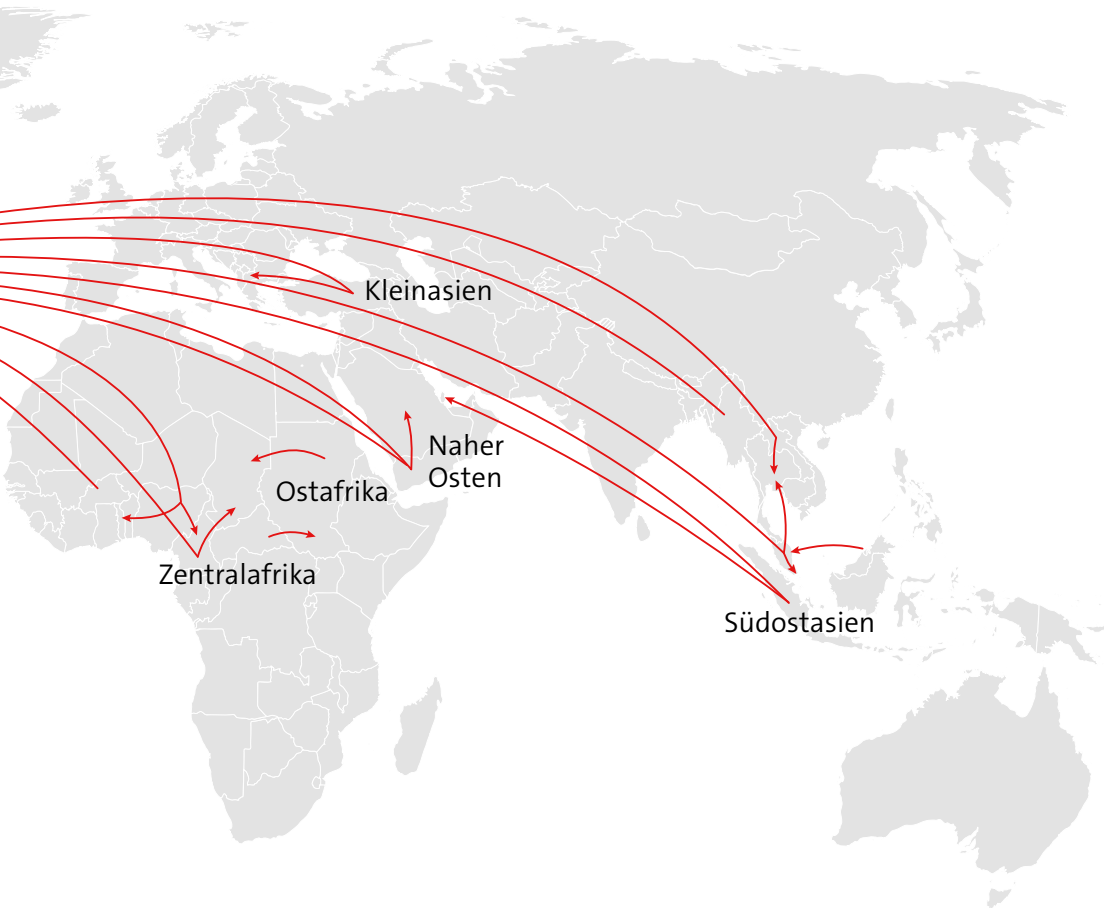 Kleinasien
Naher
Osten
Ostafrika
Zentralafrika
Südostasien